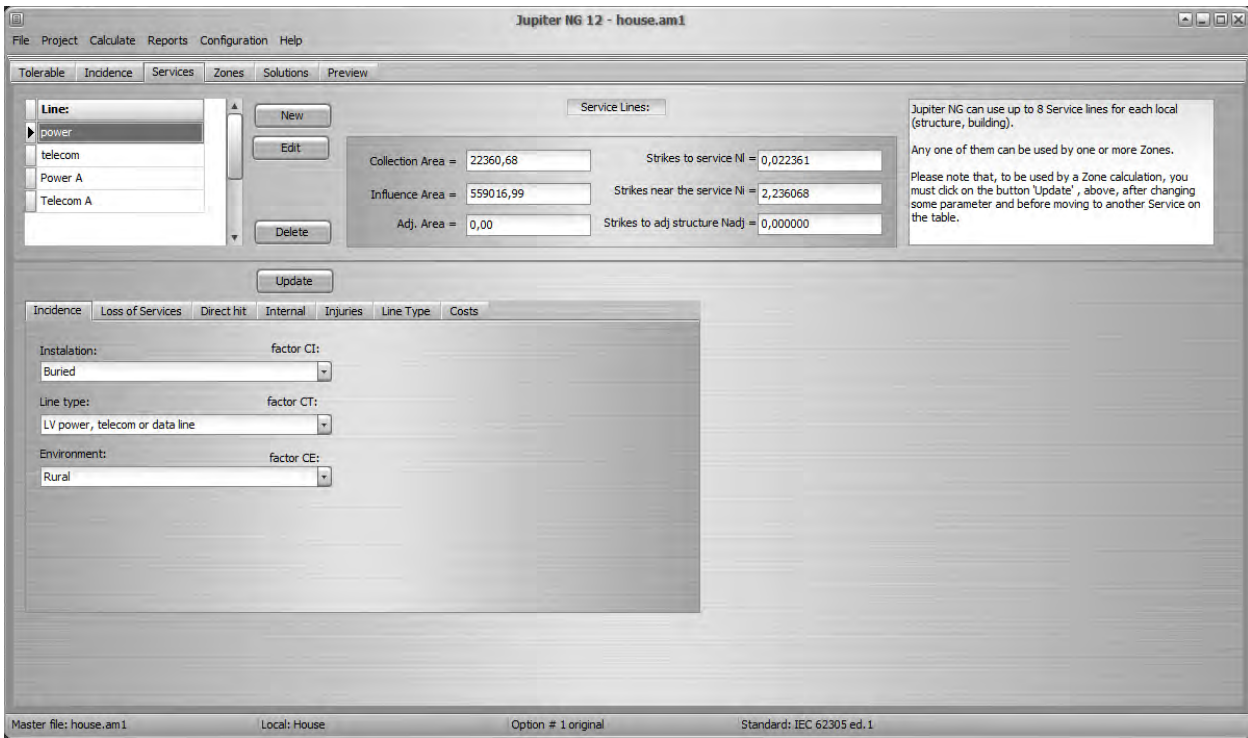 Jupiter NG 12 - house.am1
File Project Calculate Reports Configuration Help
Tolerable Incidence Services Zones Solutions Preview
Line:
power
telecom
Power A
Telecom A
New
Edit
Delete
Update
Service Lines:
Collection Area = 22360,68
Strikes to service Nl = 0,022361
Influence Area = 559016,99
Strikes near the service Ni = 2,236068
Adj. Area = 0,00
Strikes to adj structure Nadj = 0,000000
Jupiter NG can use up to 8 Service lines for each local
(structure, building).
Any one of them can be used by one or more Zones.
Please note that, to be used by a Zone calculation, you
must click on the button 'Update' , above, after changing
some parameter and before moving to another Service on
the table.
Incidence Loss of Services Direct hit Internal Injuries Line Type Costs
Instalation: factor CI:
Buried
Line type: factor CT:
LV power, telecom or data line
Environment: factor CE:
Rural
Master file: house.am1 Local: House Option # 1 original Standard: IEC 62305 ed.1